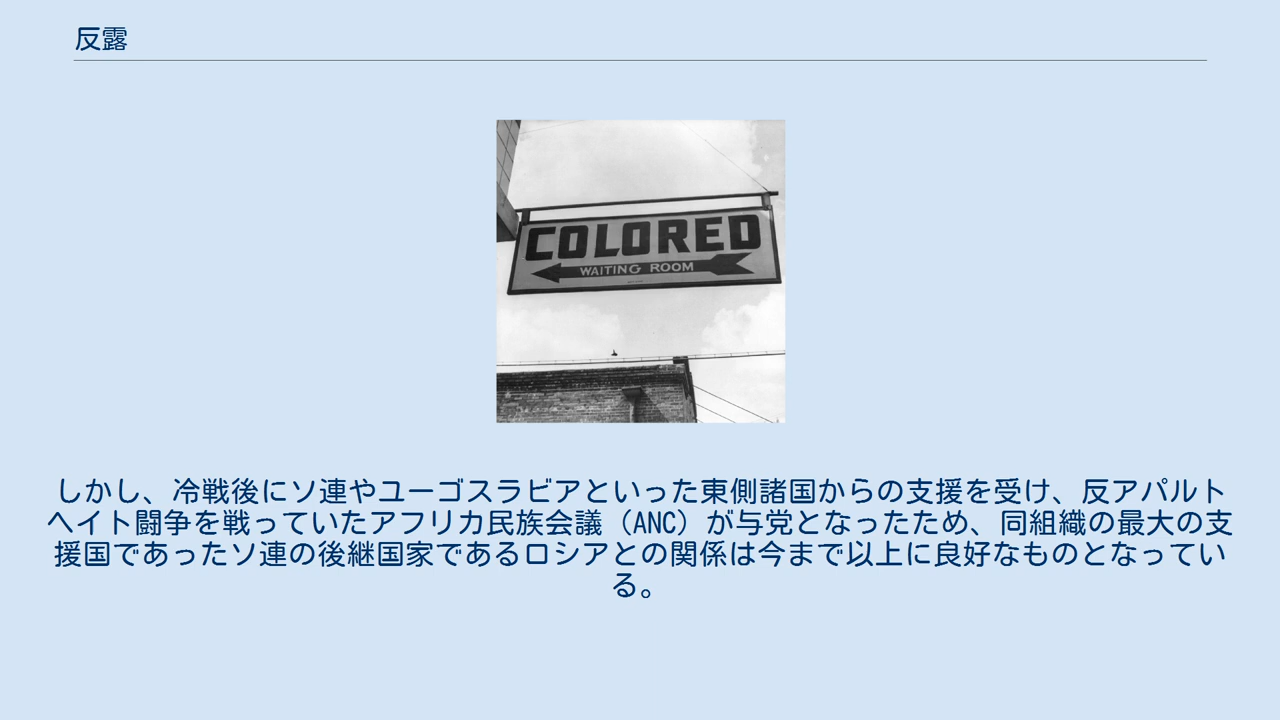 反露
COLORED
WAITING ROOM
しかし、冷戦後にソ連やユーゴスラビアといった東側諸国からの支援を受け、反アパルト
ヘイト闘争を戦っていたアフリカ民族会議（ANC）が与党となったため、同組織の最大の支
援国であったソ連の後継国家であるロシアとの関係は今まで以上に良好なものとなってい
る。